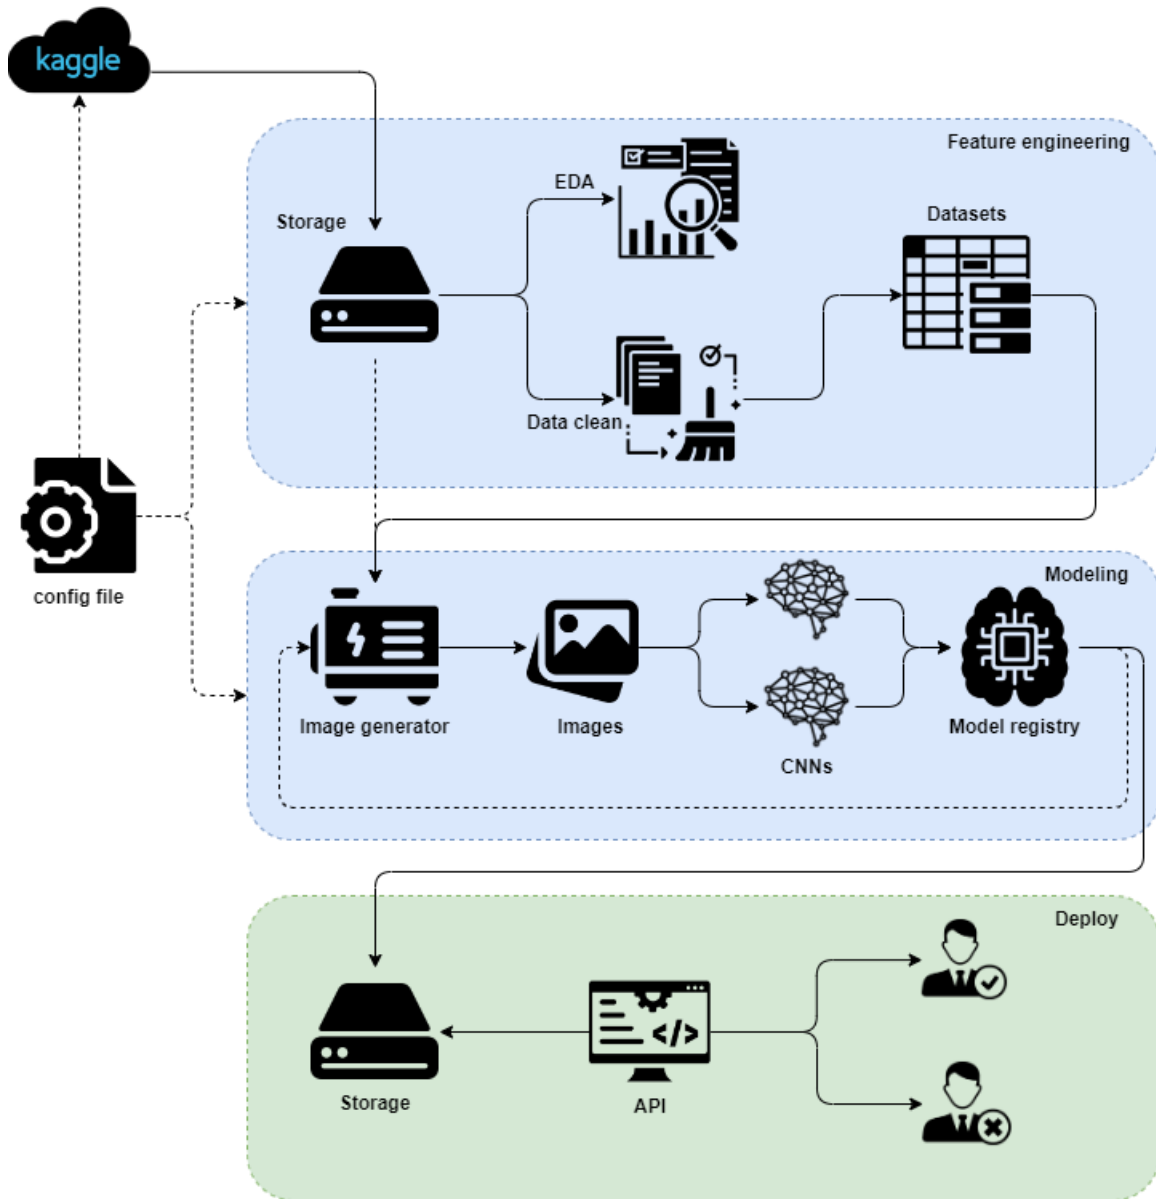 kaggle
Feature engineering
EDA
Storage
Datasets
Data clean
config file
Modeling
Image generator
Images
Model registry
CNNs
Deploy
</>
Storage
API